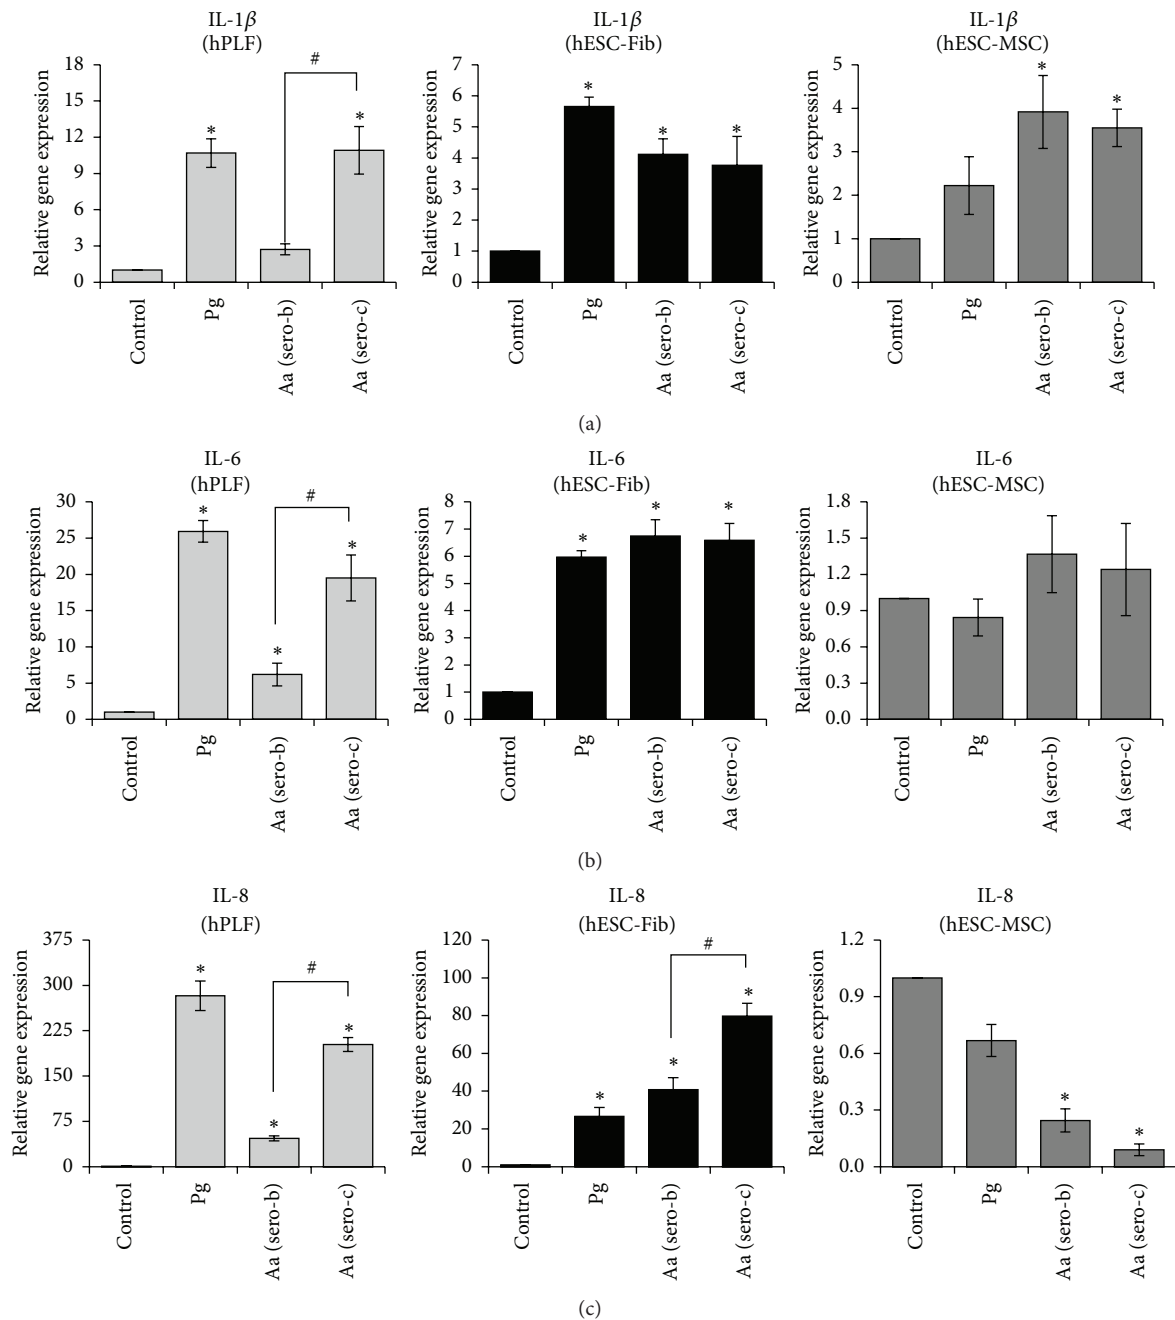 IL-1β
(hPLF)
Relative gene expression
18
15
12
9
6
3
0
*
*
#
Control
Pg
Aa (sero-b)
Aa (sero-c)
IL-1β
(hESC-Fib)
Relative gene expression
7
6
5
4
3
2
1
0
*
*
*
Control
Pg
Aa (sero-b)
Aa (sero-c)
IL-1β
(hESC-MSC)
Relative gene expression
5
4
3
2
1
0
*
*
Control
Pg
Aa (sero-b)
Aa (sero-c)
(a)
IL-6
(hPLF)
Relative gene expression
30
25
20
15
10
5
0
*
*
*
#
Control
Pg
Aa (sero-b)
Aa (sero-c)
IL-6
(hESC-Fib)
Relative gene expression
8
7
6
5
4
3
2
1
0
*
*
*
Control
Pg
Aa (sero-b)
Aa (sero-c)
IL-6
(hESC-MSC)
Relative gene expression
1.8
1.5
1.2
0.9
0.6
0.3
0.0
Control
Pg
Aa (sero-b)
Aa (sero-c)
(b)
IL-8
(hPLF)
Relative gene expression
375
300
225
150
75
0
*
*
*
#
Control
Pg
Aa (sero-b)
Aa (sero-c)
IL-8
(hESC-Fib)
Relative gene expression
120
100
80
60
40
20
0
*
*
*
#
Control
Pg
Aa (sero-b)
Aa (sero-c)
IL-8
(hESC-MSC)
Relative gene expression
1.2
0.9
0.6
0.3
0.0
*
*
Control
Pg
Aa (sero-b)
Aa (sero-c)
(c)